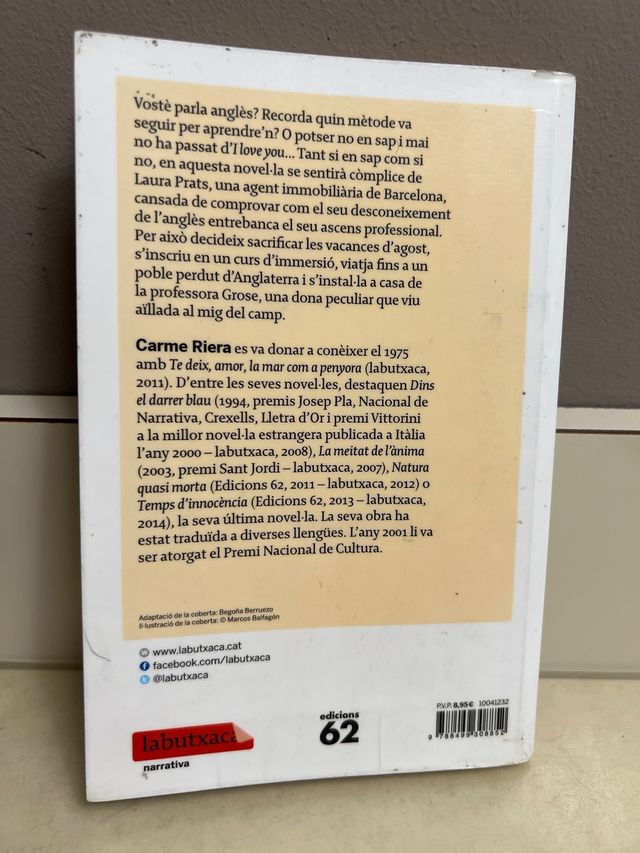 Vostè parla anglès? Recorda quin mètode va
seguir per aprendre’n? O potser no en sap i mai
no ha passat d’I love you... Tant si en sap com si
no, en aquesta novel·la se sentirà còmplice de
Laura Prats, una agent immobiliària de Barcelona,
cansada de comprovar com el seu desconeixement
de l’anglès entrebanca el seu ascens professional.
Per això decideix sacrificar les vacances d’agost,
s’inscriu en un curs d’immersió, viatja fins a un
poble perdut d’Anglaterra i s’instal·la a casa de
la professora Grose, una dona peculiar que viu
aïllada al mig del camp.
Carme Riera es va donar a conèixer el 1975
amb Te deix, amor, la mar com a penyora (labutxaca,
2011). D’entre les seves novel·les, destaquen Dins
el darrer blau (1994, premis Josep Pla, Nacional de
Narrativa, Crexells, Lletra d’Or i premi Vittorini
a la millor novel·la estrangera publicada a Itàlia
l’any 2000 – labutxaca, 2008), La meitat de l’ànima
(2003, premi Sant Jordi – labutxaca, 2007), Natura
quasi morta (Edicions 62, 2011 – labutxaca, 2012) o
Temps d’innocència (Edicions 62, 2013 – labutxaca,
2014), la seva última novel·la. La seva obra ha
estat traduïda a diverses llengües. L’any 2001 li va
ser atorgat el Premi Nacional de Cultura.
Adaptació de la coberta: Begoña Berruezo
Il·lustració de la coberta: © Marcos Balfagón
www.labutxaca.cat
facebook.com/labutxaca
@labutxaca
labutxaca
narrativa
edicions
62
P.V.P. 8,95 € 10041232
9 788499 308852